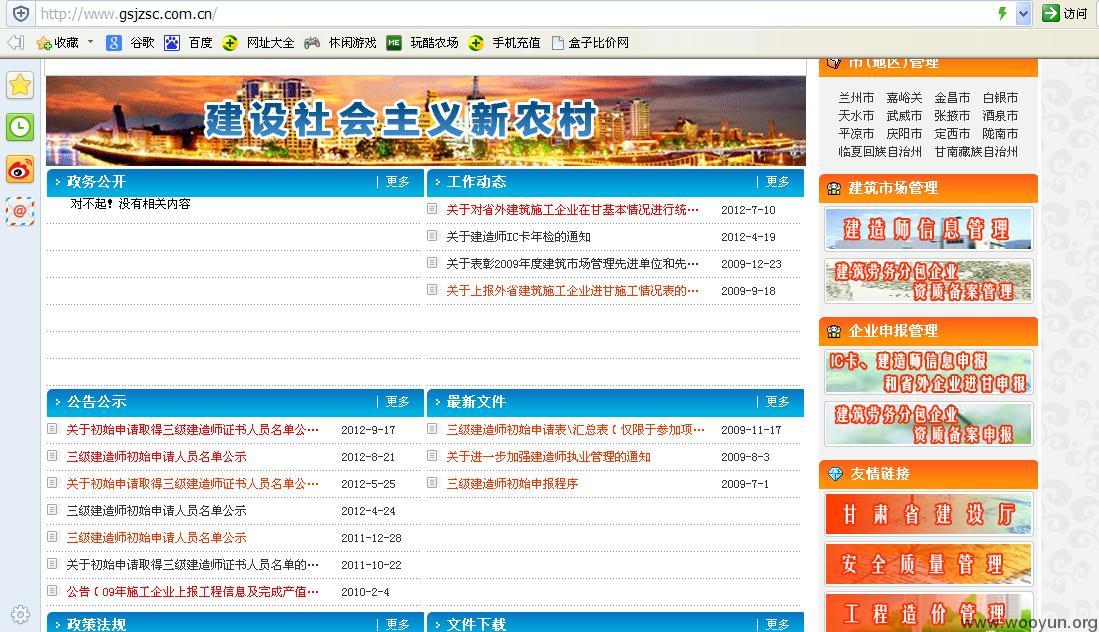 http://www.gsjzsc.com.cn/
访问
收藏 谷歌 百度 网址大全 休闲游戏 玩酷农场 手机充值 盒子比价网
建设社会主义新农村
政务公开 更多
对不起! 没有相关内容
工作动态 更多
关于对省外建筑施工企业在甘基本情况进行统… 2012-7-10
关于建造师IC卡年检的通知 2012-4-19
关于表彰2009年度建筑市场管理先进单位和先… 2009-12-23
关于上报外省建筑施工企业进甘施工情况表的… 2009-9-18
公告公示 更多
关于初始申请取得三级建造师证书人员名单公… 2012-9-17
三级建造师初始申请人员名单公示 2012-8-21
关于初始申请取得三级建造师证书人员名单公… 2012-5-25
三级建造师初始申请人员名单公示 2012-4-24
三级建造师初始申请人员名单公示 2011-12-28
关于初始申请取得三级建造师证书人员名单的… 2011-10-22
公告（09年施工企业上报工程信息及完成产值… 2010-2-4
最新文件 更多
三级建造师初始申请表\汇总表（仅限于参加项… 2009-11-17
关于进一步加强建造师执业管理的通知 2009-8-3
三级建造师初始申报程序 2009-7-1
政策法规 更多
文件下载 更多
市(地区)管理
兰州市 嘉峪关 金昌市 白银市
天水市 武威市 张掖市 酒泉市
平凉市 庆阳市 定西市 陇南市
临夏回族自治州 甘南藏族自治州
建筑市场管理
建造师信息管理
建筑劳务分包企业
资质备案管理
企业申报管理
IC卡、建造师信息申报
和省外企业进甘申报
建筑劳务分包企业
资质备案申报
友情链接
甘肃省建设厅
安全质量管理
工程造价管理
www.wooyun.org